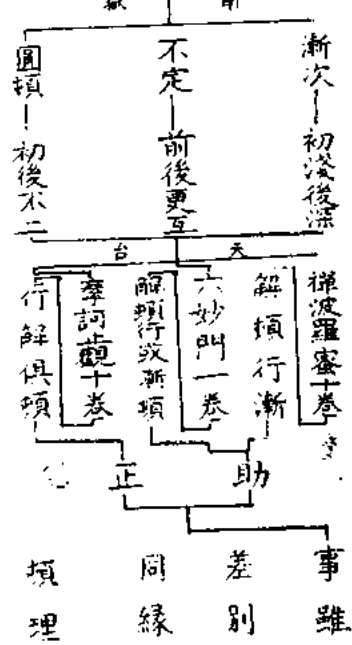 漸次 初淺後深
不定 前後更互
圓頓 初後不二
天台
禪波羅蜜十卷
解頓行漸
六妙門一卷
解頓行或漸頓
摩訶止觀十卷
行解俱頓
助
正
事雖
差別
同緣
頓理